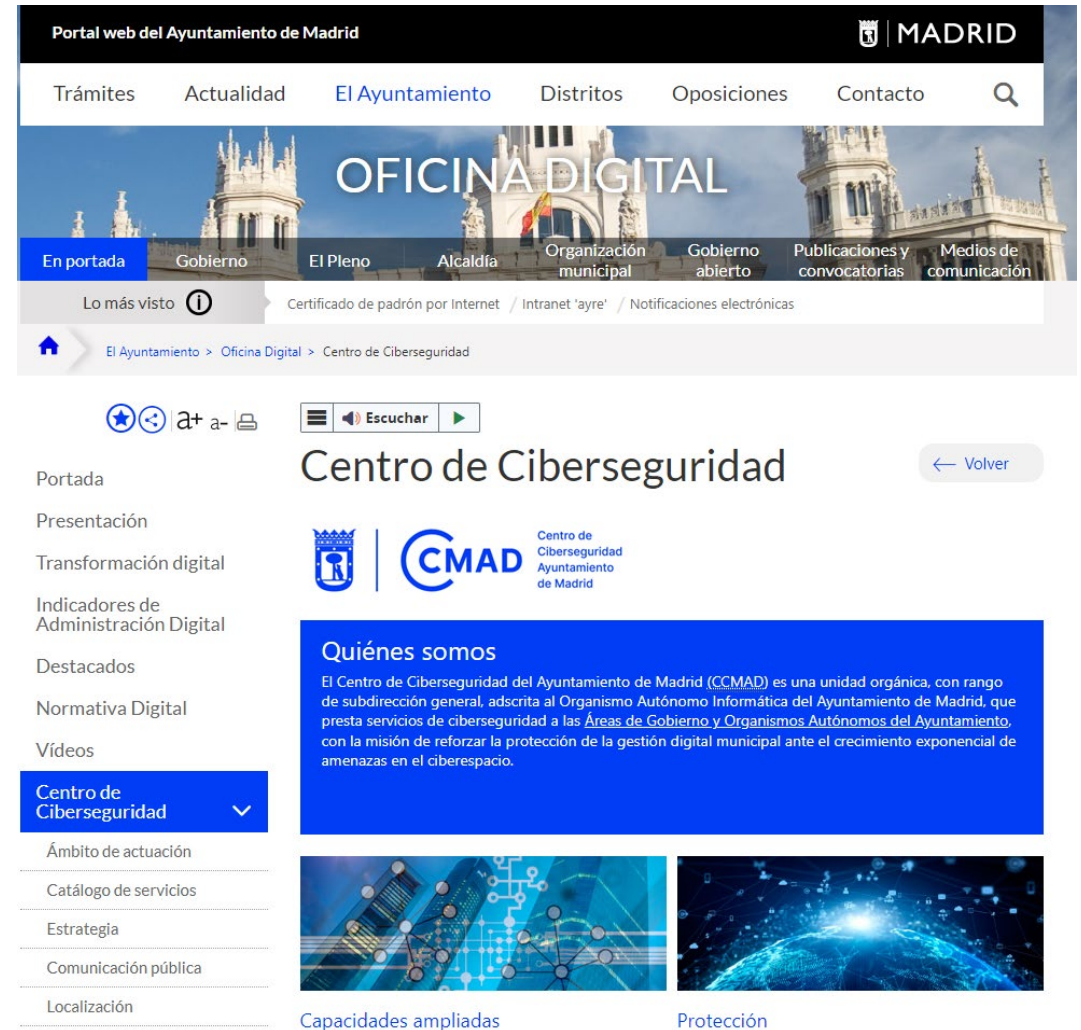 Portal web del Ayuntamiento de Madrid
MADRID
Trámites Actualidad El Ayuntamiento Distritos Oposiciones Contacto
OFICINA DIGITAL
En portada Gobierno El Pleno Alcaldía Organización municipal Gobierno abierto Publicaciones y convocatorias Medios de comunicación
Lo más visto Certificado de padrón por Internet / Intranet 'ayre' / Notificaciones electrónicas
El Ayuntamiento > Oficina Digital > Centro de Ciberseguridad
a+ a-
Escuchar
Portada
Presentación
Transformación digital
Indicadores de
Administración Digital
Destacados
Normativa Digital
Vídeos
Centro de
Ciberseguridad
Ámbito de actuación
Catálogo de servicios
Estrategia
Comunicación pública
Localización
Centro de Ciberseguridad
Volver
CMAD
Centro de
Ciberseguridad
Ayuntamiento
de Madrid
Quiénes somos
El Centro de Ciberseguridad del Ayuntamiento de Madrid (CCMAD) es una unidad orgánica, con rango
de subdirección general, adscrita al Organismo Autónomo Informática del Ayuntamiento de Madrid, que
presta servicios de ciberseguridad a las Áreas de Gobierno y Organismos Autónomos del Ayuntamiento,
con la misión de reforzar la protección de la gestión digital municipal ante el crecimiento exponencial de
amenazas en el ciberespacio.
Capacidades ampliadas
Protección